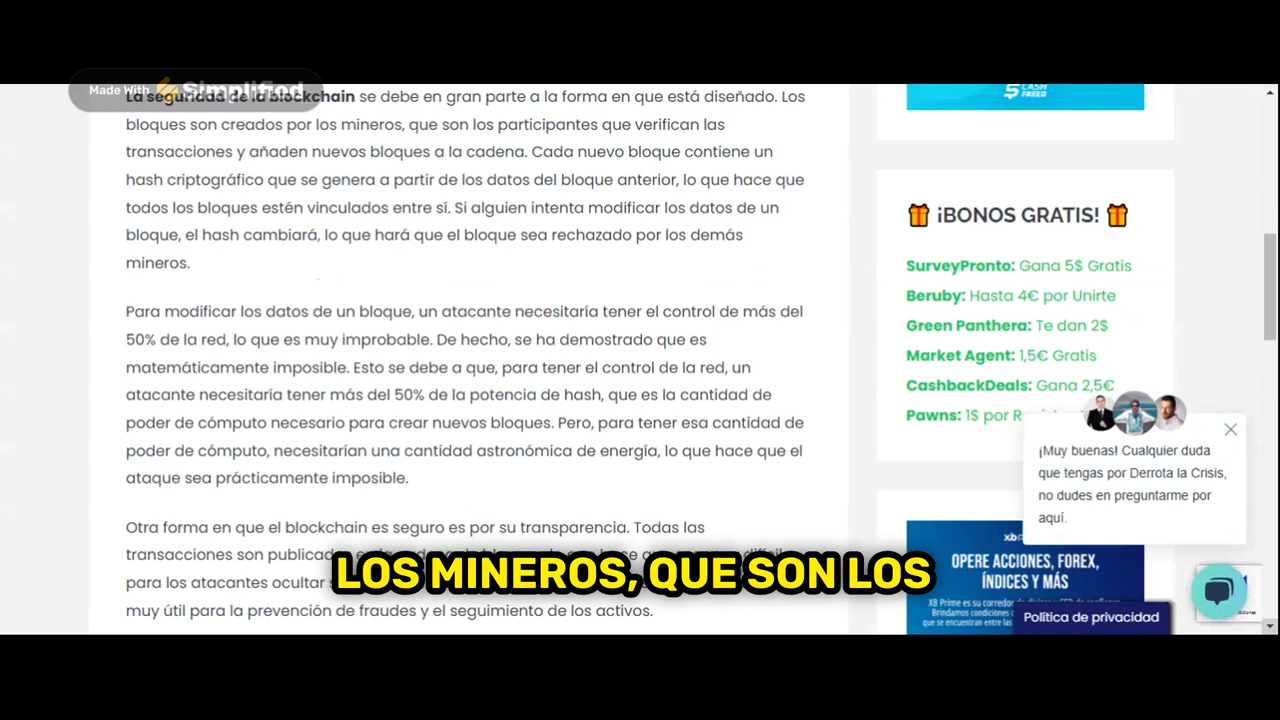 Made With Simplified
La seguridad de la blockchain se debe en gran parte a la forma en que está diseñado. Los
bloques son creados por los mineros, que son los participantes que verifican las
transacciones y añaden nuevos bloques a la cadena. Cada nuevo bloque contiene un
hash criptográfico que se genera a partir de los datos del bloque anterior, lo que hace que
todos los bloques estén vinculados entre sí. Si alguien intenta modificar los datos de un
bloque, el hash cambiará, lo que hará que el bloque sea rechazado por los demás
mineros.
Para modificar los datos de un bloque, un atacante necesitaría tener el control de más del
50% de la red, lo que es muy improbable. De hecho, se ha demostrado que es
matemáticamente imposible. Esto se debe a que, para tener el control de la red, un
atacante necesitaría tener más del 50% de la potencia de hash, que es la cantidad de
poder de cómputo necesario para crear nuevos bloques. Pero, para tener esa cantidad de
poder de cómputo, necesitarían una cantidad astronómica de energía, lo que hace que el
ataque sea prácticamente imposible.
Otra forma en que el blockchain es seguro es por su transparencia. Todas las
transacciones son
para los atacantes ocultar
muy útil para la prevención de fraudes y el seguimiento de los activos.
LOS MINEROS, QUE SON LOS
CASH
FREED
¡BONOS GRATIS!
SurveyPronto: Gana 5$ Gratis
Beruby: Hasta 4€ por Unirte
Green Panthera: Te dan 2$
Market Agent: 1,5€ Gratis
CashbackDeals: Gana 2,5€
Pawns: 1$ por
¡Muy buenas! Cualquier duda
que tengas por Derrota la Crisis,
no dudes en preguntarme por
aquí.
OPERE ACCIONES, FOREX,
ÍNDICES Y MÁS
Política de privacidad